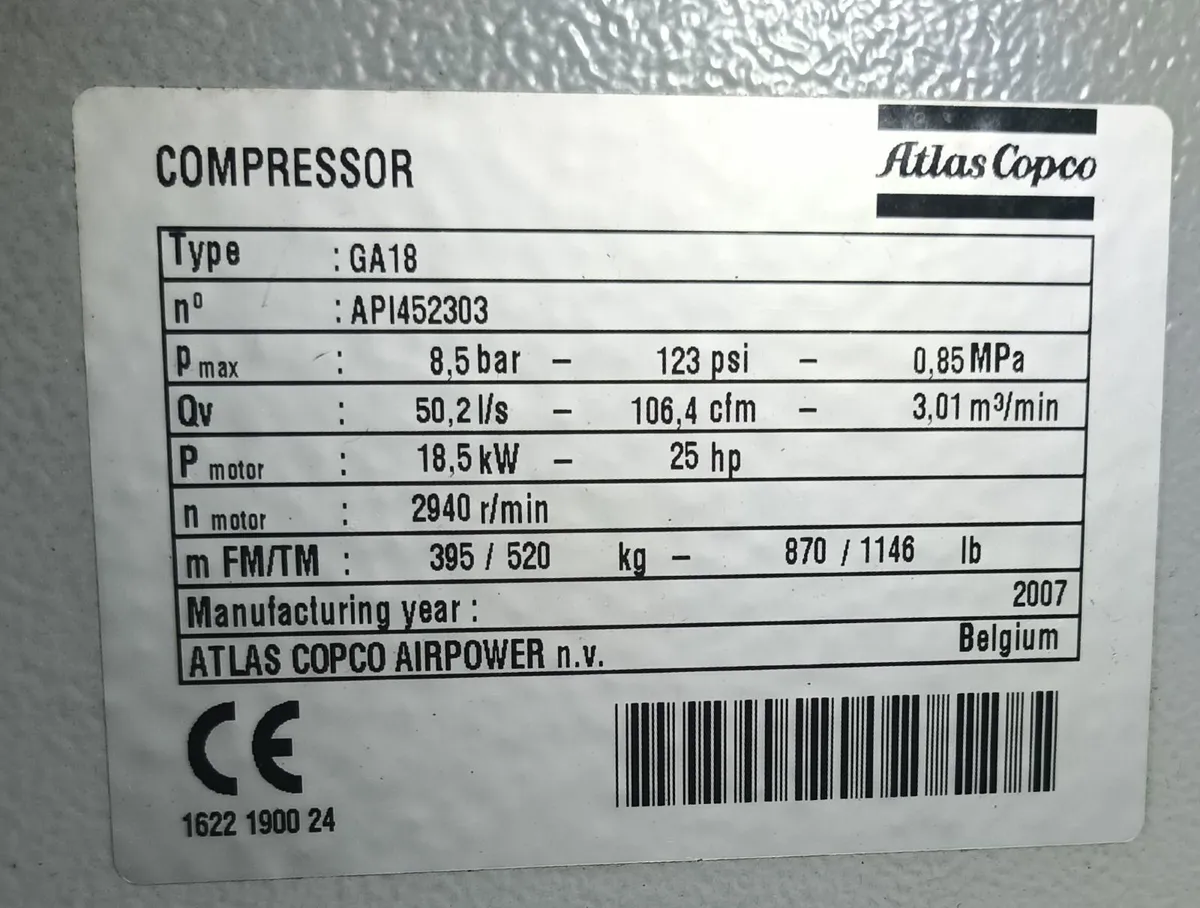 COMPRESSOR
Atlas Copco
Type : GA18
nº : API452303
P max : 8,5 bar – 123 psi – 0,85 MPa
Qv : 50,2 l/s – 106,4 cfm – 3,01 m³/min
P motor : 18,5 kW – 25 hp
n motor : 2940 r/min
m FM/TM : 395 / 520 kg – 870 / 1146 lb
Manufacturing year : 2007
ATLAS COPCO AIRPOWER n.v. Belgium
CE
1622 1900 24